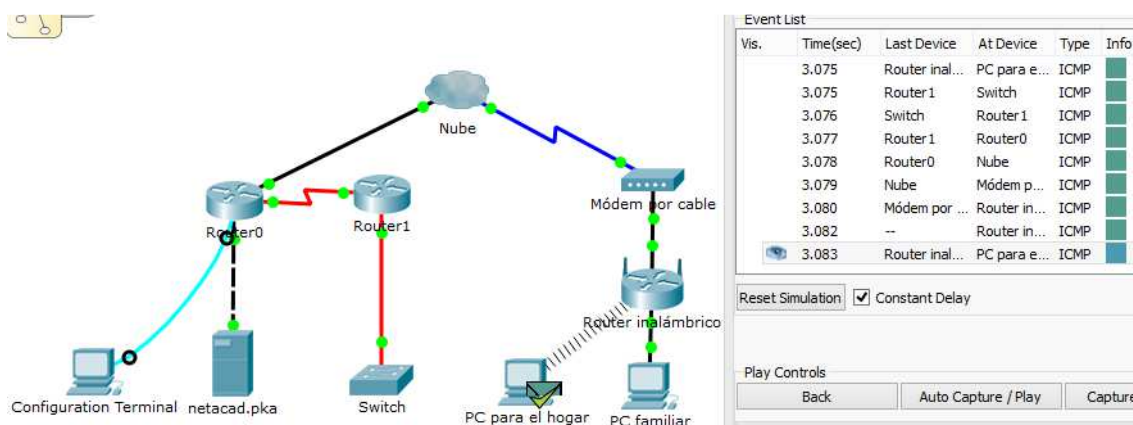 Event List
Vis. Time(sec) Last Device At Device Type Info
3.075 Router inal... PC para e... ICMP
3.075 Router1 Switch ICMP
3.076 Switch Router1 ICMP
3.077 Router1 Router0 ICMP
3.078 Router0 Nube ICMP
3.079 Nube Módem p... ICMP
3.080 Módem por ... Router in... ICMP
3.082 -- Router in... ICMP
3.083 Router inal... PC para e... ICMP
Reset Simulation Constant Delay
Play Controls
Back Auto Capture / Play Capture
Nube
Módem por cable
Router0
Router1
Router inalámbrico
Configuration Terminal
netacad.pka
Switch
PC para el hogar
PC familiar